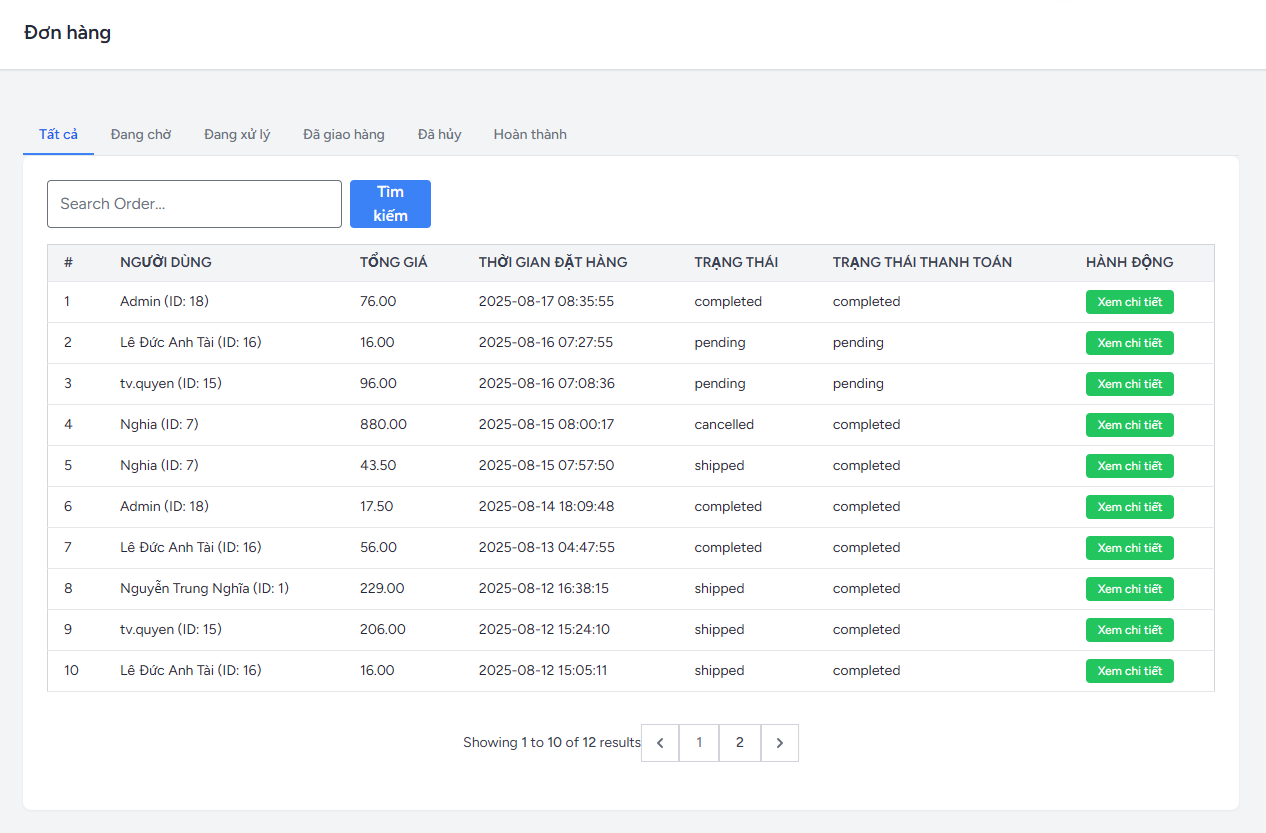 Đơn hàng
Tất cả Đang chờ Đang xử lý Đã giao hàng Đã hủy Hoàn thành
Search Order...
Tìm
kiếm
# NGƯỜI DÙNG TỔNG GIÁ THỜI GIAN ĐẶT HÀNG TRẠNG THÁI TRẠNG THÁI THANH TOÁN HÀNH ĐỘNG
1 Admin (ID: 18) 76.00 2025-08-17 08:35:55 completed completed Xem chi tiết
2 Lê Đức Anh Tài (ID: 16) 16.00 2025-08-16 07:27:55 pending pending Xem chi tiết
3 tv.quyen (ID: 15) 96.00 2025-08-16 07:08:36 pending pending Xem chi tiết
4 Nghia (ID: 7) 880.00 2025-08-15 08:00:17 cancelled completed Xem chi tiết
5 Nghia (ID: 7) 43.50 2025-08-15 07:57:50 shipped completed Xem chi tiết
6 Admin (ID: 18) 17.50 2025-08-14 18:09:48 completed completed Xem chi tiết
7 Lê Đức Anh Tài (ID: 16) 56.00 2025-08-13 04:47:55 completed completed Xem chi tiết
8 Nguyễn Trung Nghĩa (ID: 1) 229.00 2025-08-12 16:38:15 shipped completed Xem chi tiết
9 tv.quyen (ID: 15) 206.00 2025-08-12 15:24:10 shipped completed Xem chi tiết
10 Lê Đức Anh Tài (ID: 16) 16.00 2025-08-12 15:05:11 shipped completed Xem chi tiết
Showing 1 to 10 of 12 results 1 2